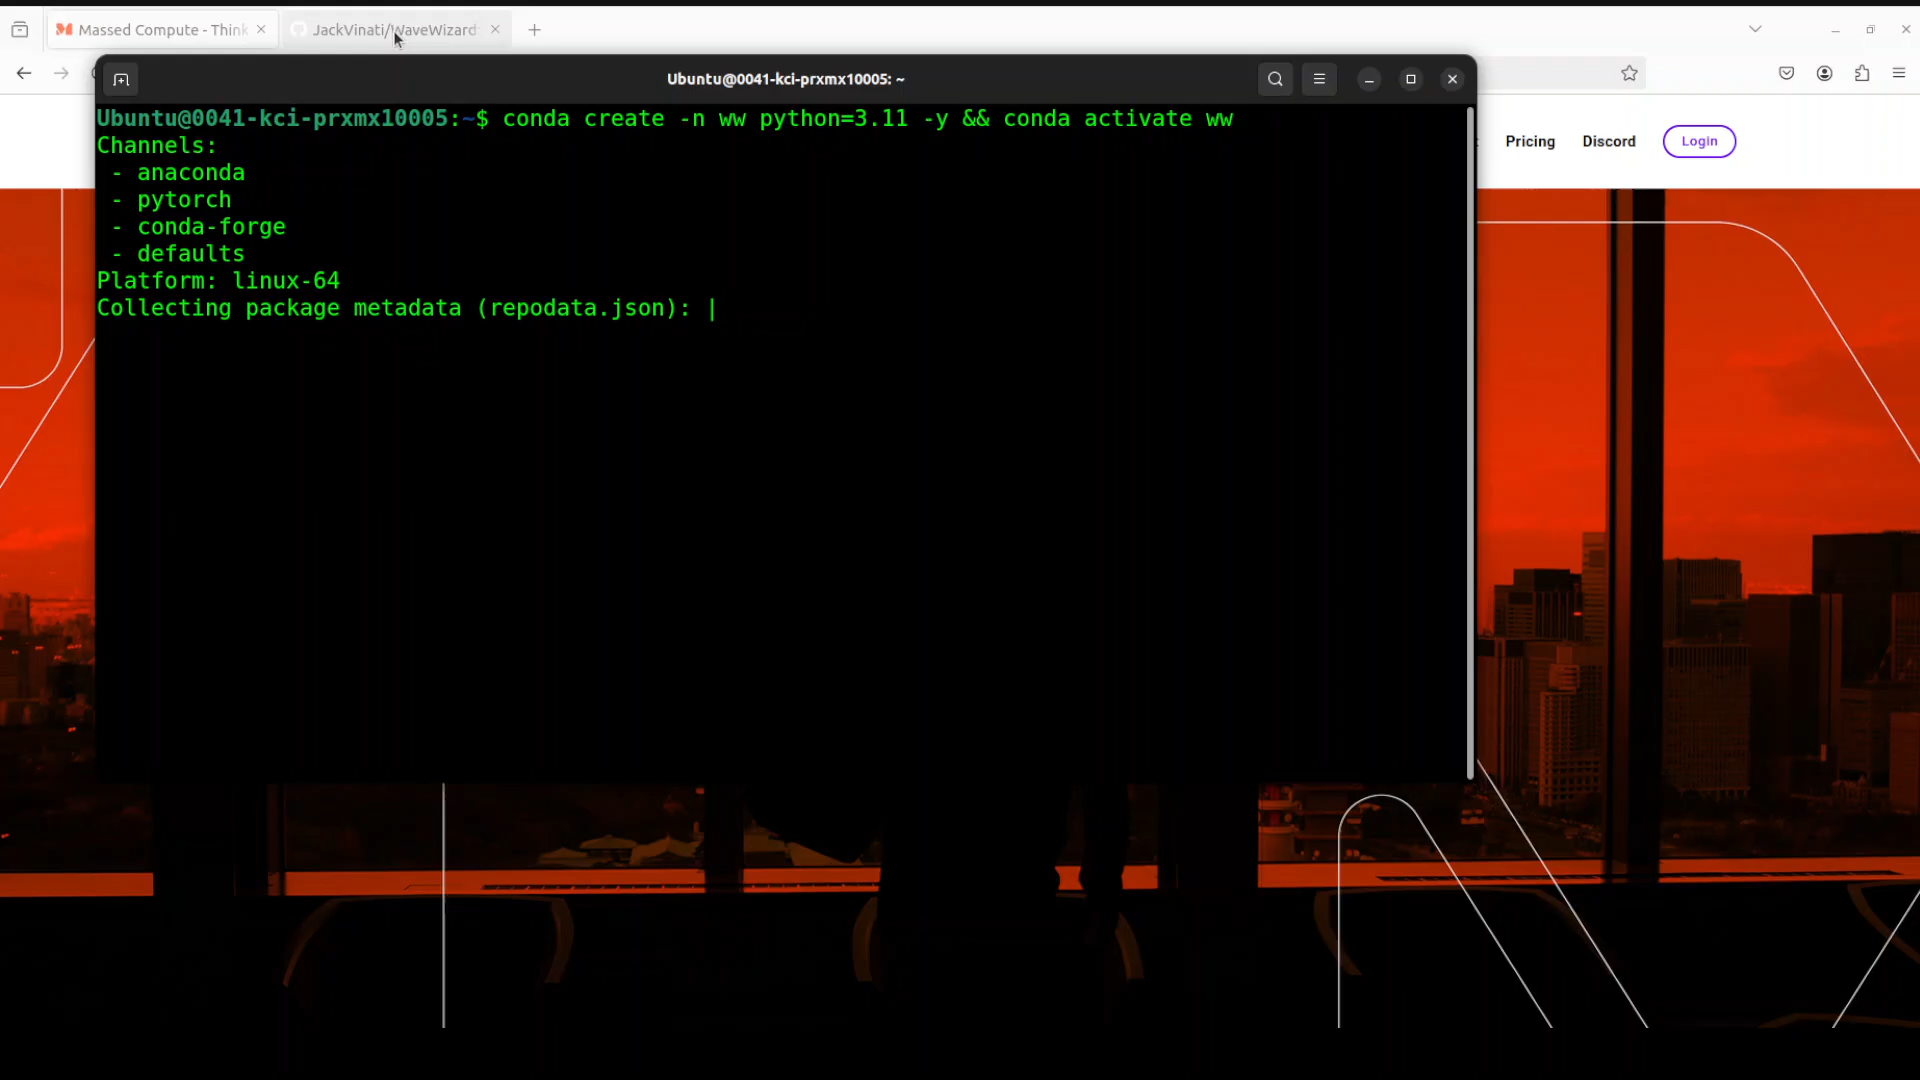 Massed Compute - Think
JackVinati/WaveWizard
Ubuntu@0041-kci-prxmx10005: ~
Pricing
Discord
Login
Ubuntu@0041-kci-prxmx10005:~$ conda create -n ww python=3.11 -y && conda activate ww
Channels:
- anaconda
- pytorch
- conda-forge
- defaults
Platform: linux-64
Collecting package metadata (repodata.json): |